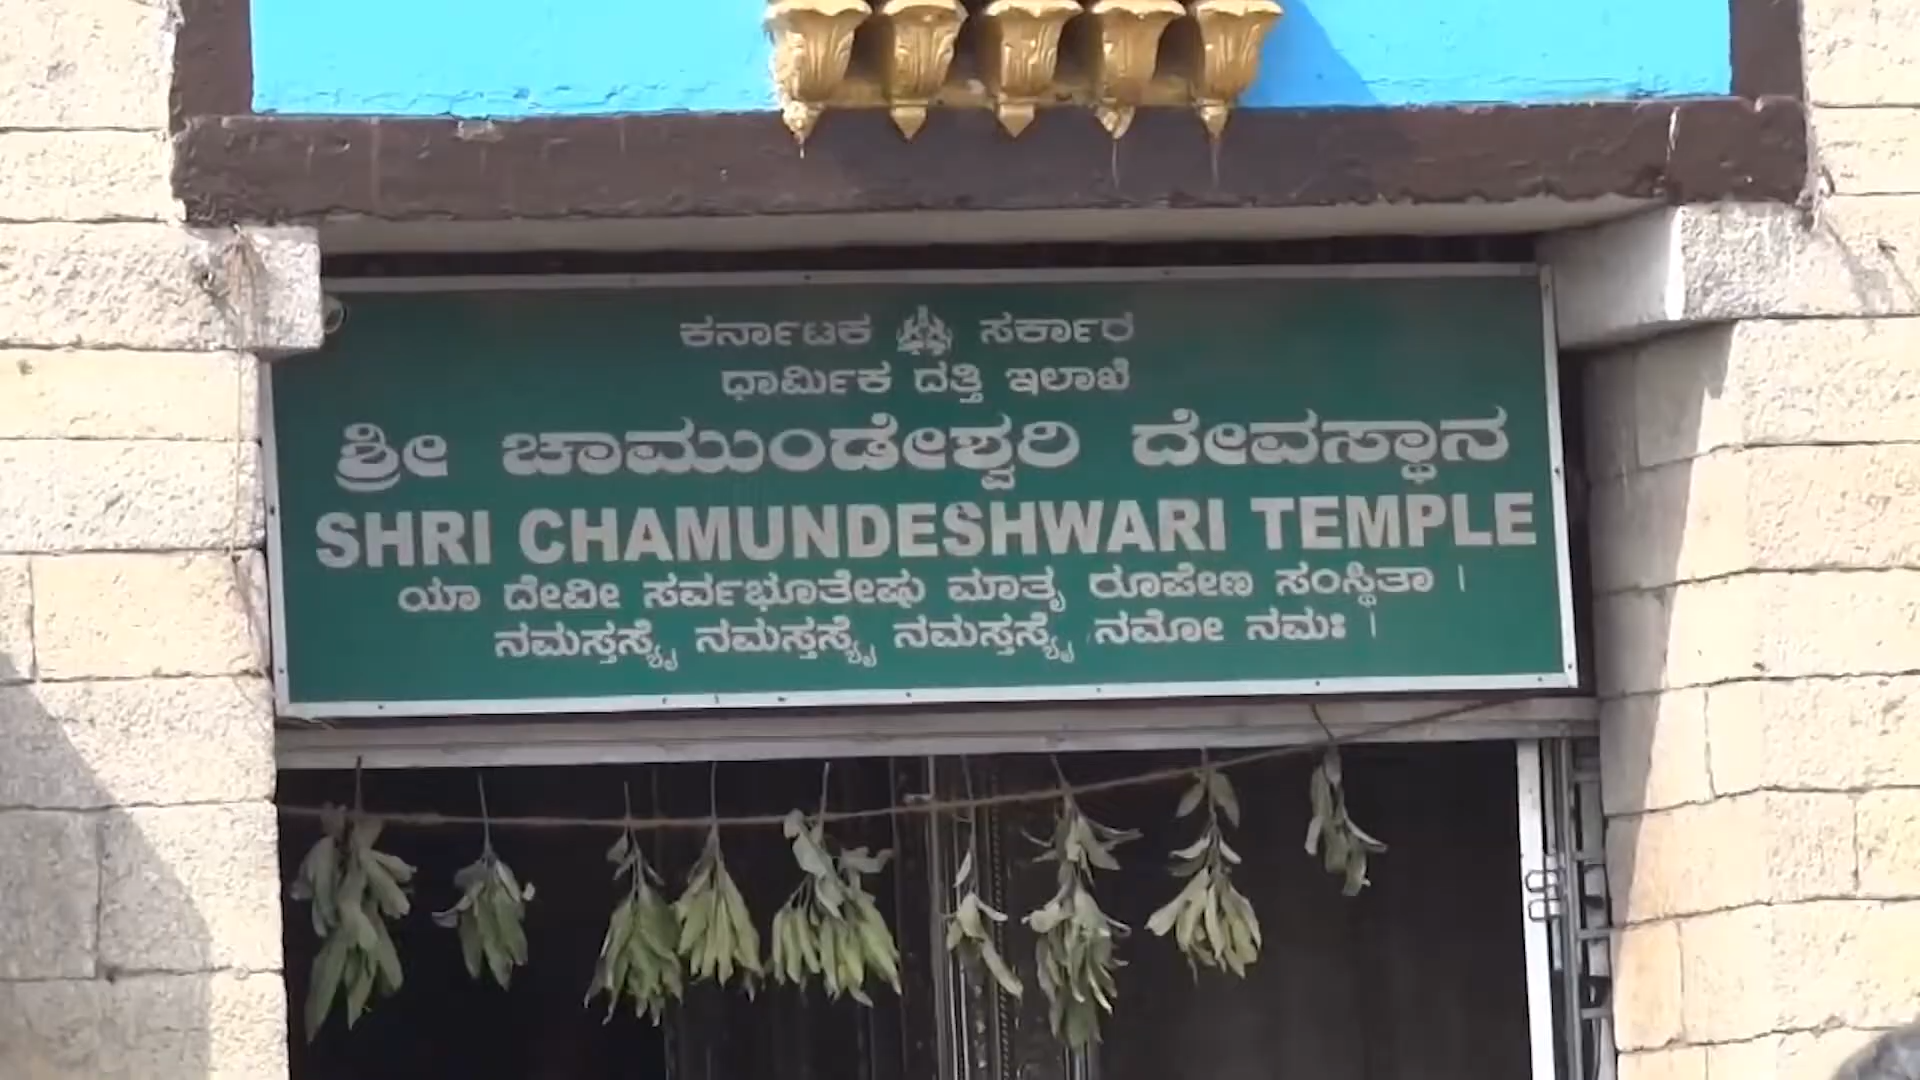 ಕರ್ನಾಟಕ ಸರ್ಕಾರ
ಧಾರ್ಮಿಕ ದತ್ತಿ ಇಲಾಖೆ
ಶ್ರೀ ಚಾಮುಂಡೇಶ್ವರಿ ದೇವಸ್ಥಾನ
SHRI CHAMUNDESHWARI TEMPLE
ಯಾ ದೇವೀ ಸರ್ವಭೂತೇಷು ಮಾತೃ ರೂಪೇಣ ಸಂಸ್ಥಿತಾ ।
ನಮಸ್ತಸ್ಯೈ ನಮಸ್ತಸ್ಯೈ ನಮಸ್ತಸ್ಯೈ ನಮೋ ನಮಃ ।